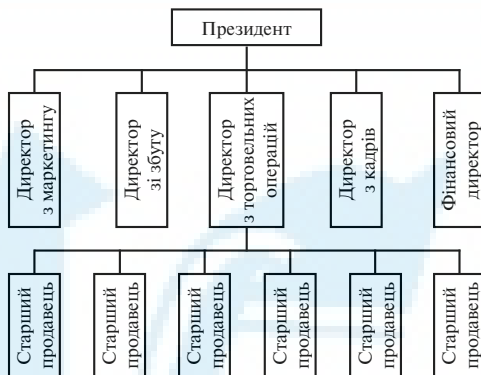 Президент
Директор
з маркетингу
Директор
зі збуту
Директор
з торговельних
операцій
Директор
з кадрів
Фінансовий
директор
Старший
продавець
Старший
продавець
Старший
продавець
Старший
продавець
Старший
продавець
Старший
продавець